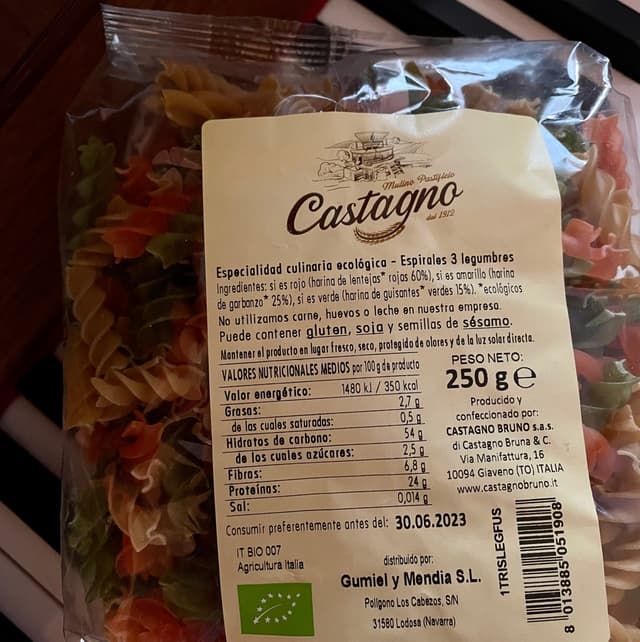 Mulino Pastificio
Castagno
dal 1912
Especialidad culinaria ecológica - Espirales 3 legumbres
Ingredientes: si es rojo (harina de lentejas* rojas 60%), si es amarillo (harina
de garbanzo* 25%), si es verde (harina de guisantes* verdes 15%). *ecológicos
No utilizamos carne, huevos o leche en nuestra empresa.
Puede contener gluten, soja y semillas de sésamo.
Mantener el producto en lugar fresco, seco, protegido de olores y de la luz solar directa.
VALORES NUTRICIONALES MEDIOS por 100 g de producto
Valor energético: 1480 kJ / 350 kcal
Grasas: 2,7 g
de las cuales saturadas: 0,5 g
Hidratos de carbono: 54 g
de los cuales azúcares: 2,5 g
Fibras: 6,8 g
Proteínas: 24 g
Sal: 0,014 g
PESO NETO:
250 g e
Producido y
confeccionado por:
CASTAGNO BRUNO s.a.s.
di Castagno Bruna & C.
Via Manifattura, 16
10094 Giaveno (TO) ITALIA
www.castagnobruno.it
Consumir preferentemente antes del: 30.06.2023
IT BIO 007
Agricultura Italia
distribuido por:
Gumiel y Mendia S.L.
Polígono Los Cabezos, S/N
31580 Lodosa (Navarra)
1TRISLEGFUS
8 013885 051908